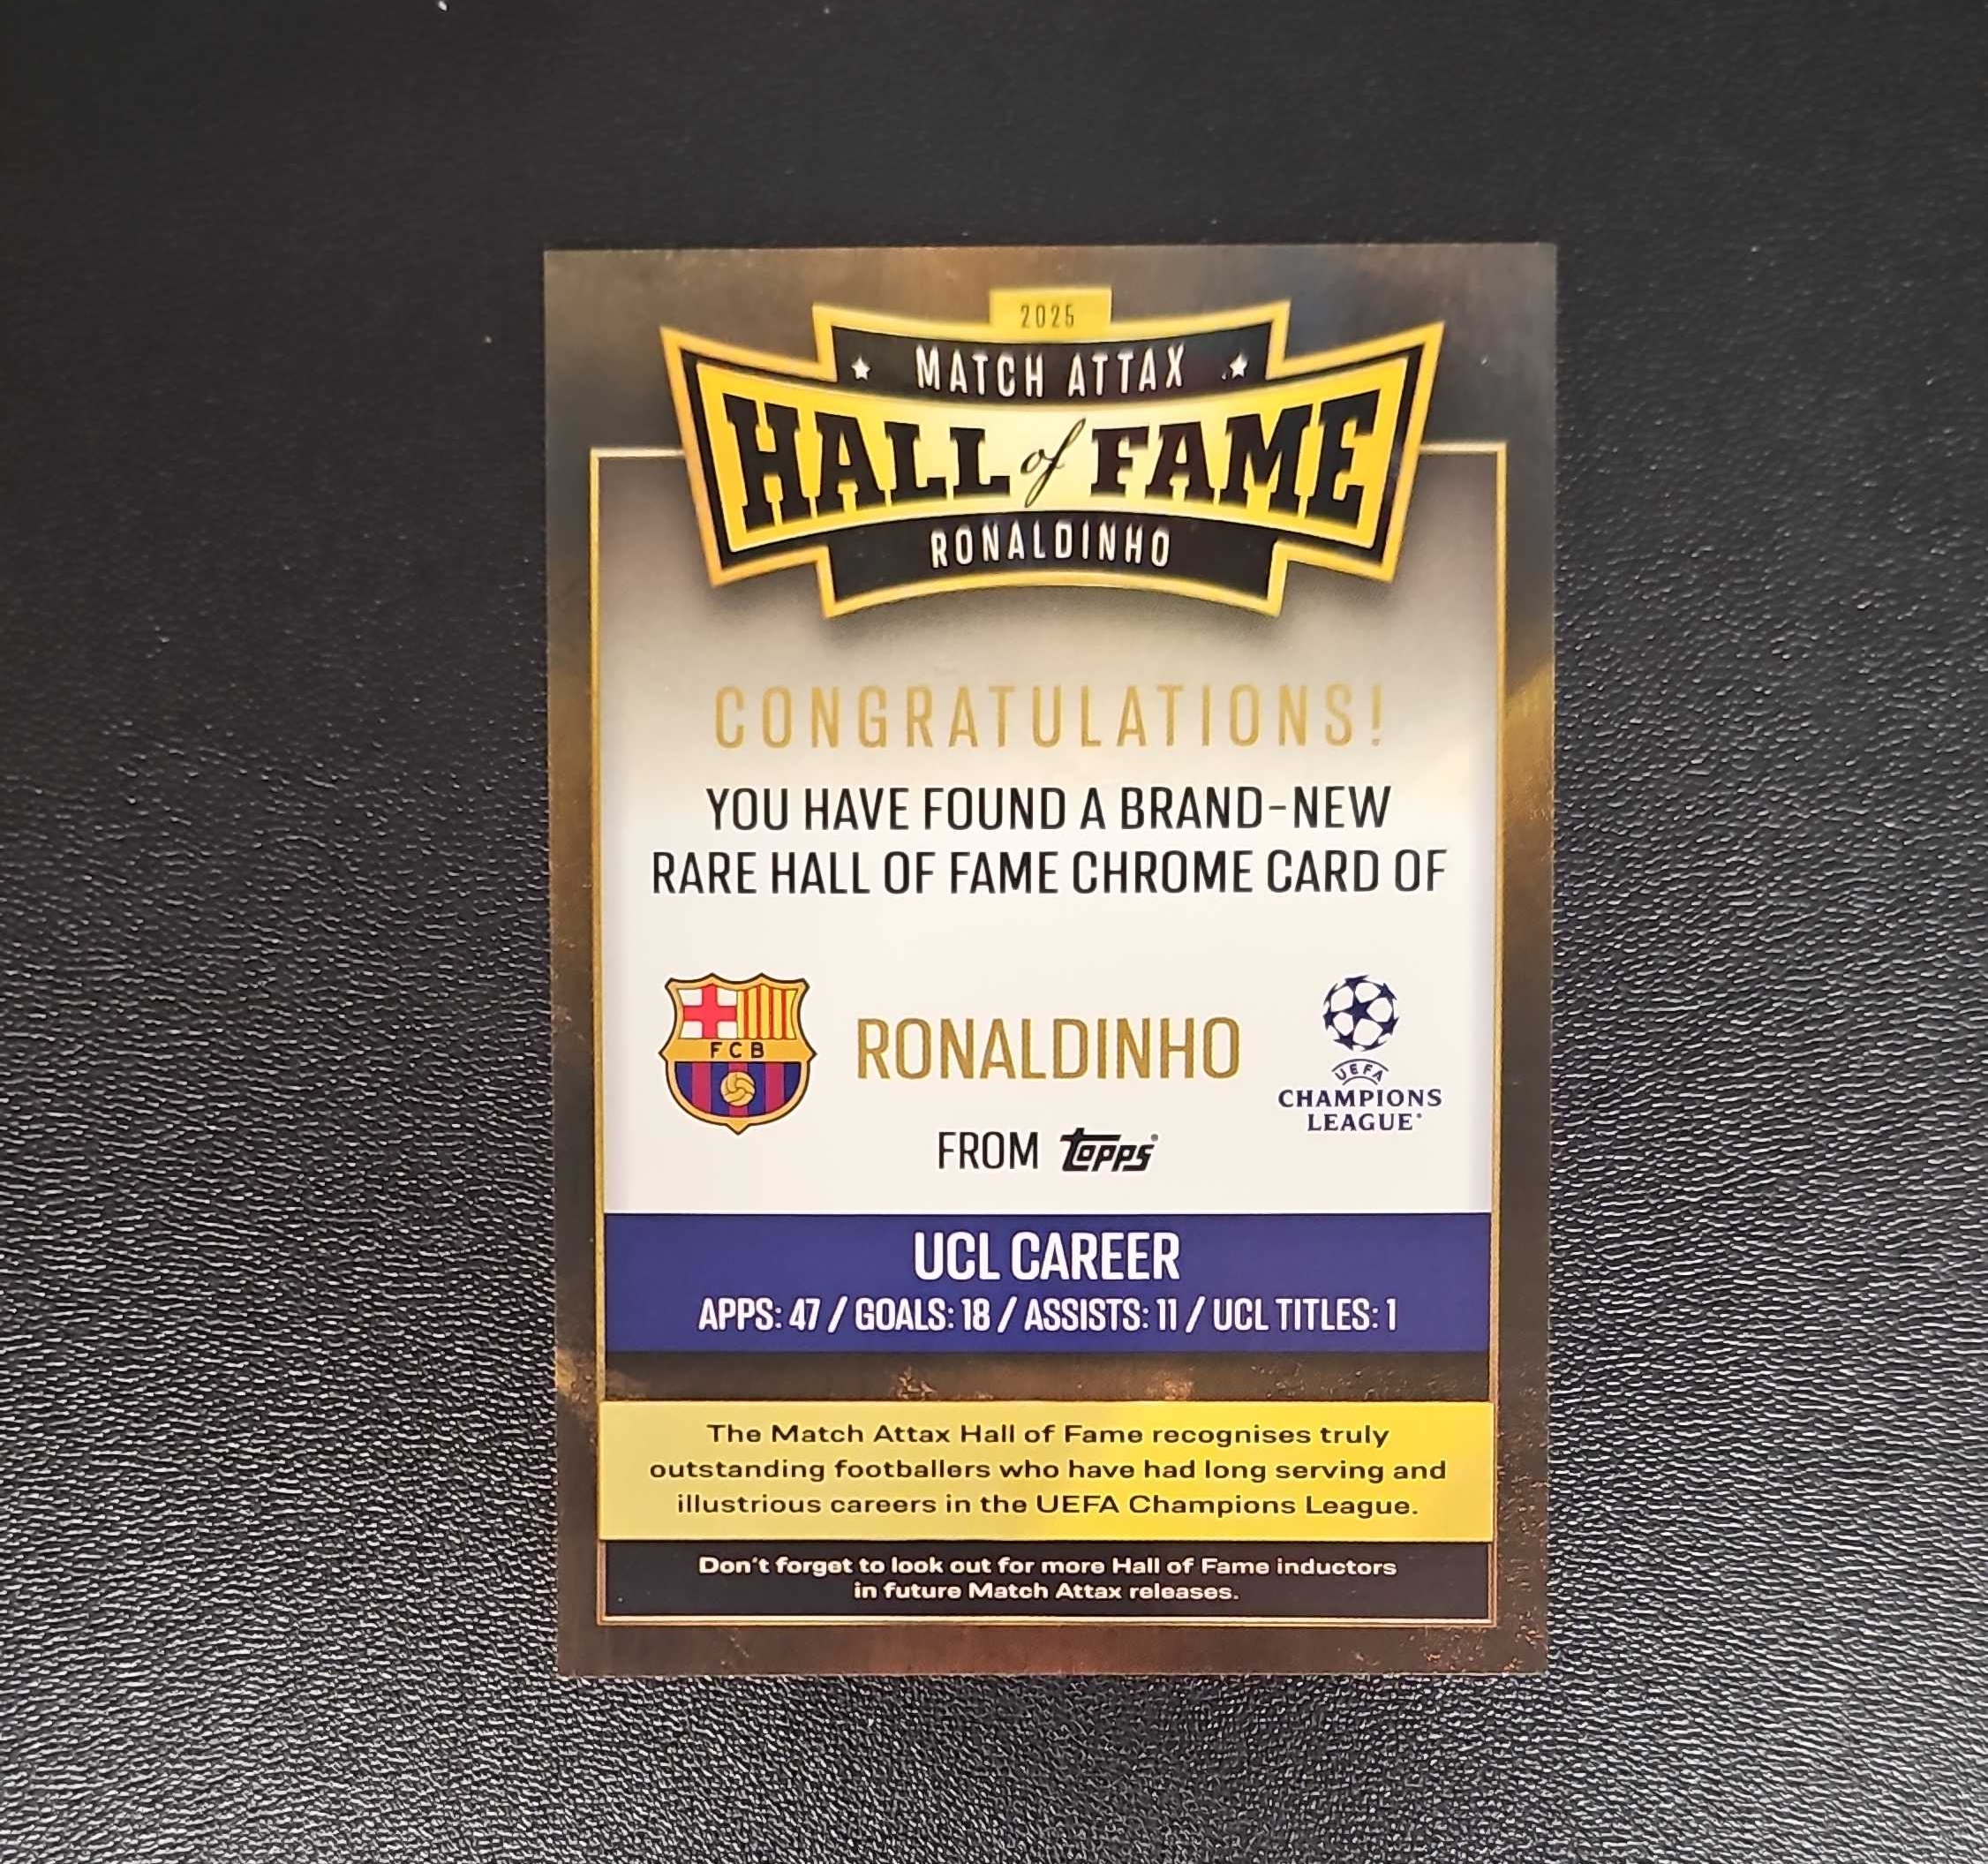 2025
MATCH ATTAX
HALL of FAME
RONALDINHO
CONGRATULATIONS!
YOU HAVE FOUND A BRAND-NEW
RARE HALL OF FAME CHROME CARD OF
FCB
RONALDINHO
UEFA
CHAMPIONS
LEAGUE®
FROM Topps®
UCL CAREER
APPS: 47 / GOALS: 18 / ASSISTS: 11 / UCL TITLES: 1
The Match Attax Hall of Fame recognises truly
outstanding footballers who have had long serving and
illustrious careers in the UEFA Champions League.
Don't forget to look out for more Hall of Fame inductors
in future Match Attax releases.